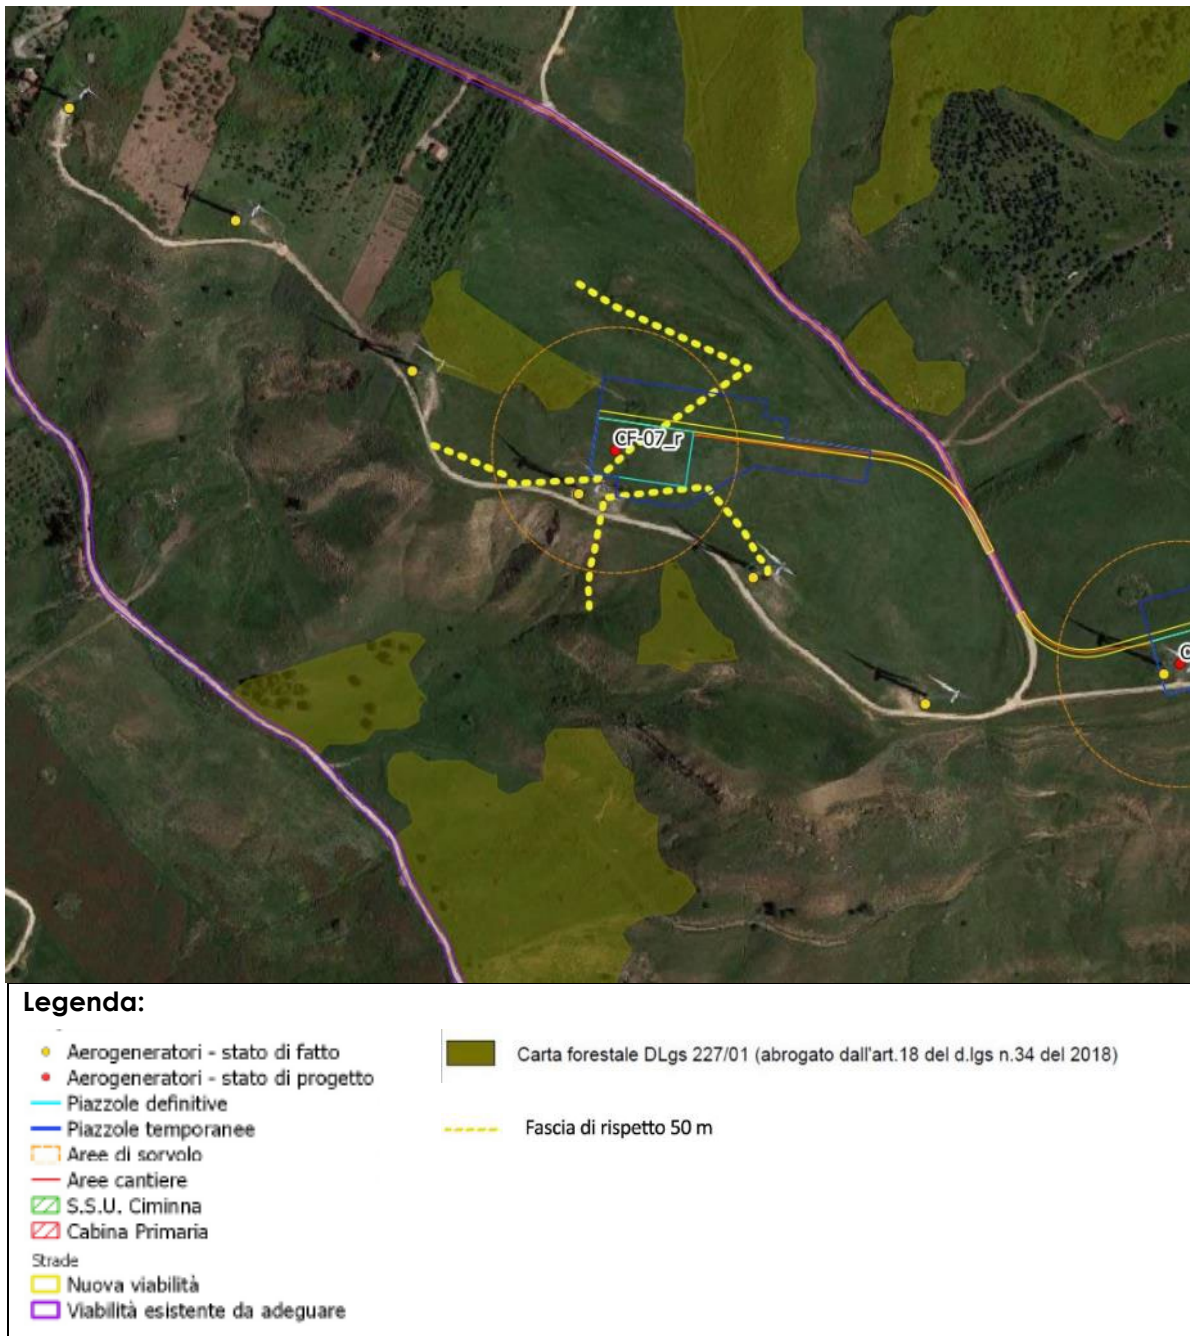 CF-07_r
C
Legenda:
Aerogeneratori - stato di fatto
Aerogeneratori - stato di progetto
Piazzole definitive
Piazzole temporanee
Aree di sorvolo
Aree cantiere
S.S.U. Ciminna
Cabina Primaria
Strade
Nuova viabilità
Viabilità esistente da adeguare
Carta forestale DLgs 227/01 (abrogato dall'art.18 del d.lgs n.34 del 2018)
Fascia di rispetto 50 m